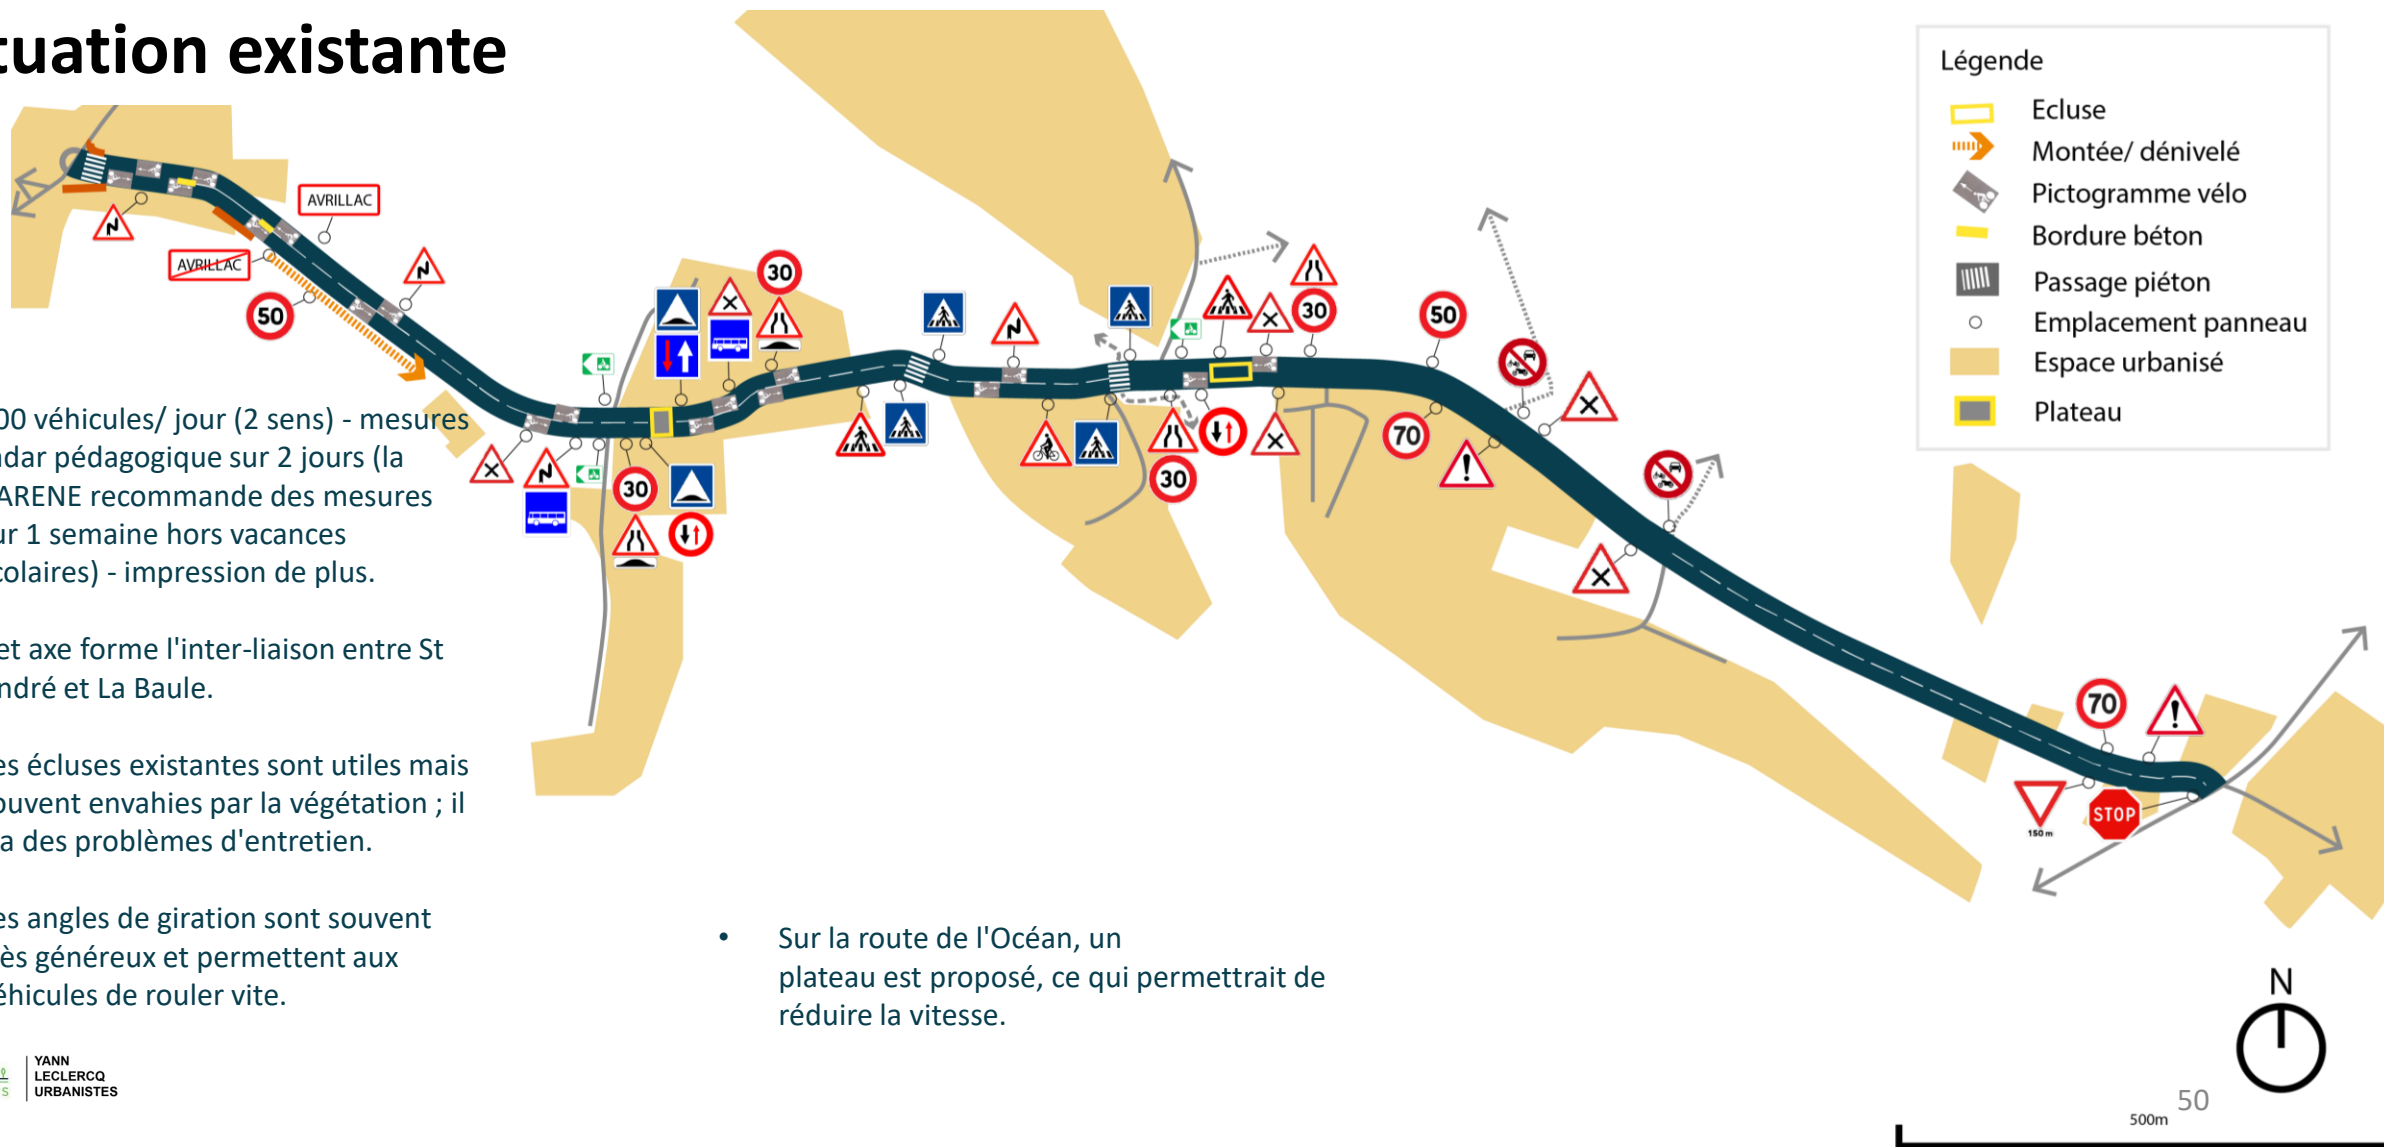 tuation existante
AVRILLAC
AVRILLAC
50
30
30
30
50
70
30
30
70
150 m
STOP
Légende
Ecluse
Montée/ dénivelé
Pictogramme vélo
Bordure béton
Passage piéton
Emplacement panneau
Espace urbanisé
Plateau
00 véhicules/ jour (2 sens) - mesures
adar pédagogique sur 2 jours (la
ARENE recommande des mesures
ur 1 semaine hors vacances
colaires) - impression de plus.
et axe forme l'inter-liaison entre St
ndré et La Baule.
es écluses existantes sont utiles mais
ouvent envahies par la végétation ; il
a des problèmes d'entretien.
es angles de giration sont souvent
ès généreux et permettent aux
éhicules de rouler vite.
• Sur la route de l'Océan, un
plateau est proposé, ce qui permettrait de
réduire la vitesse.
YANN
LECLERCQ
URBANISTES
S
N
50
500m